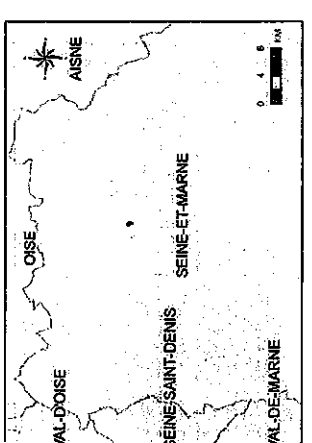 VAL-D'OISE
OISE
AISNE
SEINE-SAINT-DENIS
SEINE-ET-MARNE
VAL-DE-MARNE
0 4 8
KM